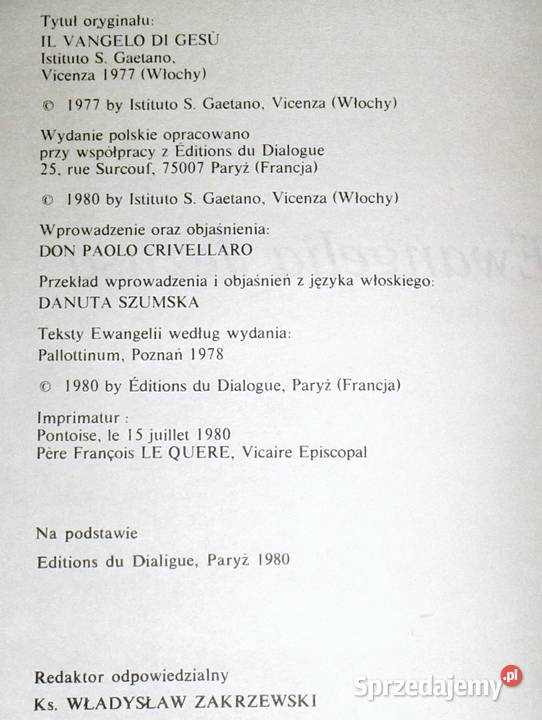 Tytuł oryginału:
IL VANGELO DI GESÙ
Istituto S. Gaetano,
Vicenza 1977 (Włochy)
© 1977 by Istituto S. Gaetano, Vicenza (Włochy)
Wydanie polskie opracowano
przy współpracy z Éditions du Dialogue
25, rue Surcouf, 75007 Paryż (Francja)
© 1980 by Istituto S. Gaetano, Vicenza (Włochy)
Wprowadzenie oraz objaśnienia:
DON PAOLO CRIVELLARO
Przekład wprowadzenia i objaśnień z języka włoskiego:
DANUTA SZUMSKA
Teksty Ewangelii według wydania:
Pallottinum, Poznań 1978
© 1980 by Éditions du Dialogue, Paryż (Francja)
Imprimatur :
Pontoise, le 15 juillet 1980
Père François LE QUERE, Vicaire Episcopal
Na podstawie
Editions du Dialigue, Paryż 1980
Redaktor odpowiedzialny
Ks. WŁADYSŁAW ZAKRZEWSKI
Sprzedajemy.pl